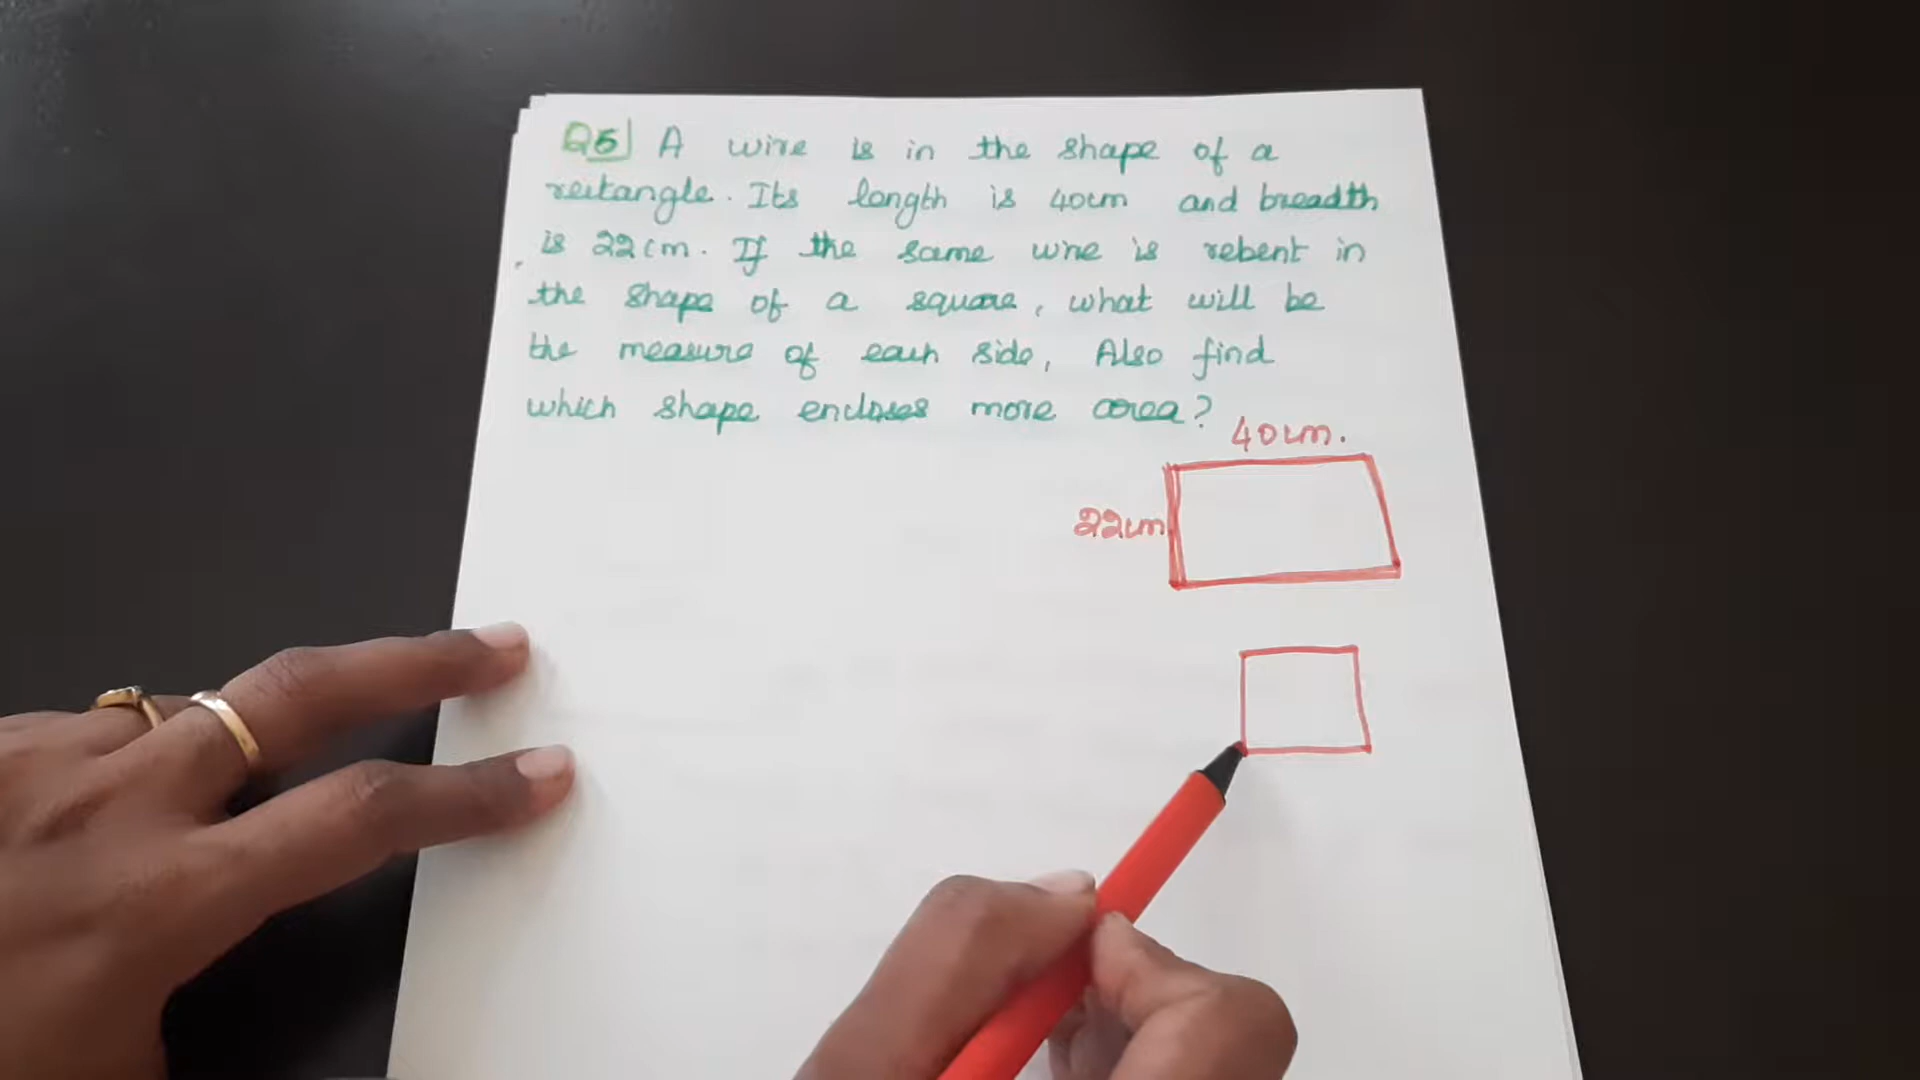 Q5] A wire is in the shape of a
rectangle. Its length is 40cm and breadth
is 22cm. If the same wire is rebent in
the shape of a square, what will be
the measure of each side, Also find
which shape encloses more area?
40cm.
22cm